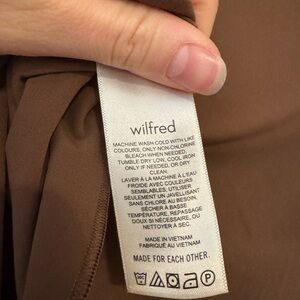 wilfred
MACHINE WASH COLD WITH LIKE
COLOURS, ONLY NON-CHLORINE
BLEACH WHEN NEEDED,
TUMBLE DRY LOW, COOL IRON
ONLY IF NEEDED, OR DRY
CLEAN.
LAVER À LA MACHINE À L'EAU
FROIDE AVEC COULEURS
SEMBLABLES, UTILISER
SEULEMENT UN JAVELLISANT
SANS CHLORE AU BESOIN,
SÉCHER À BASSE
TEMPÉRATURE, REPASSAGE
DOUX SI NÉCESSAIRE, OU
NETTOYER À SEC.
MADE IN VIETNAM
FABRIQUÉ AU VIETNAM
MADE FOR EACH OTHER.
P